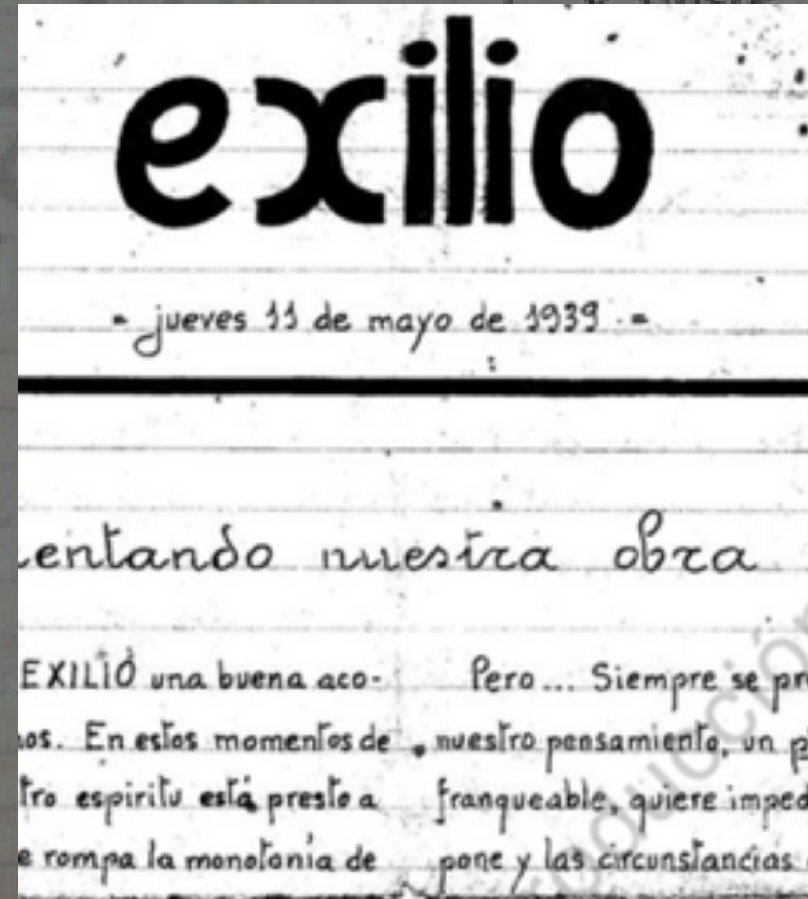 exilio
- jueves 11 de mayo de 1939 -
entando nuestra obra
EXILIO una buena aco-
os. En estos momentos de
tro espiritu está presto a
e rompa la monotonía de
Pero... Siempre se pr
nuestro pensamiento, un p
franqueable, quiere imped
pone y las circunstancias